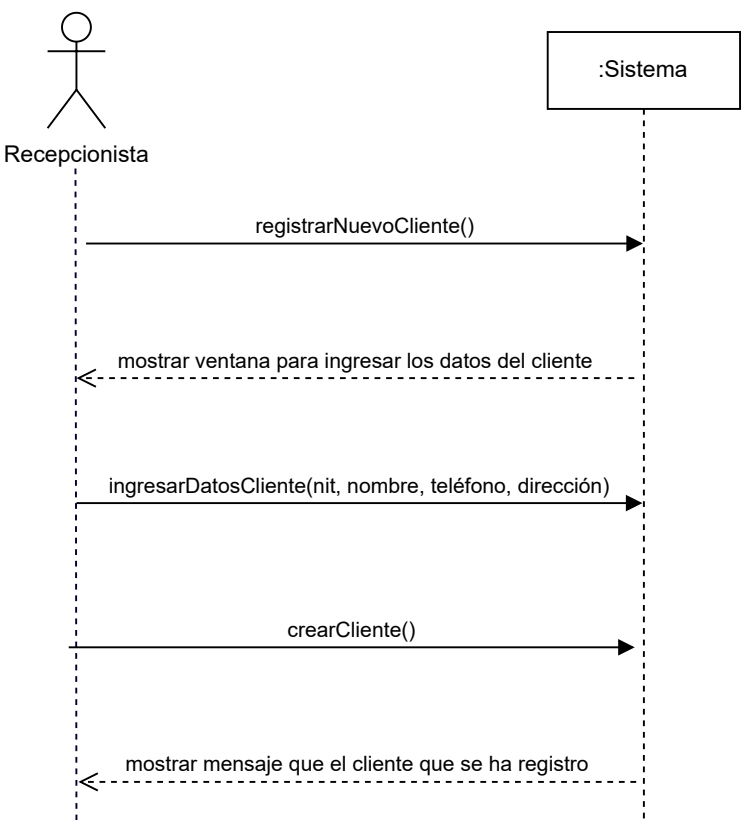 :Sistema
Recepcionista
registrarNuevoCliente()
mostrar ventana para ingresar los datos del cliente
ingresarDatosCliente(nit, nombre, teléfono, dirección)
crearCliente()
mostrar mensaje que el cliente que se ha registro